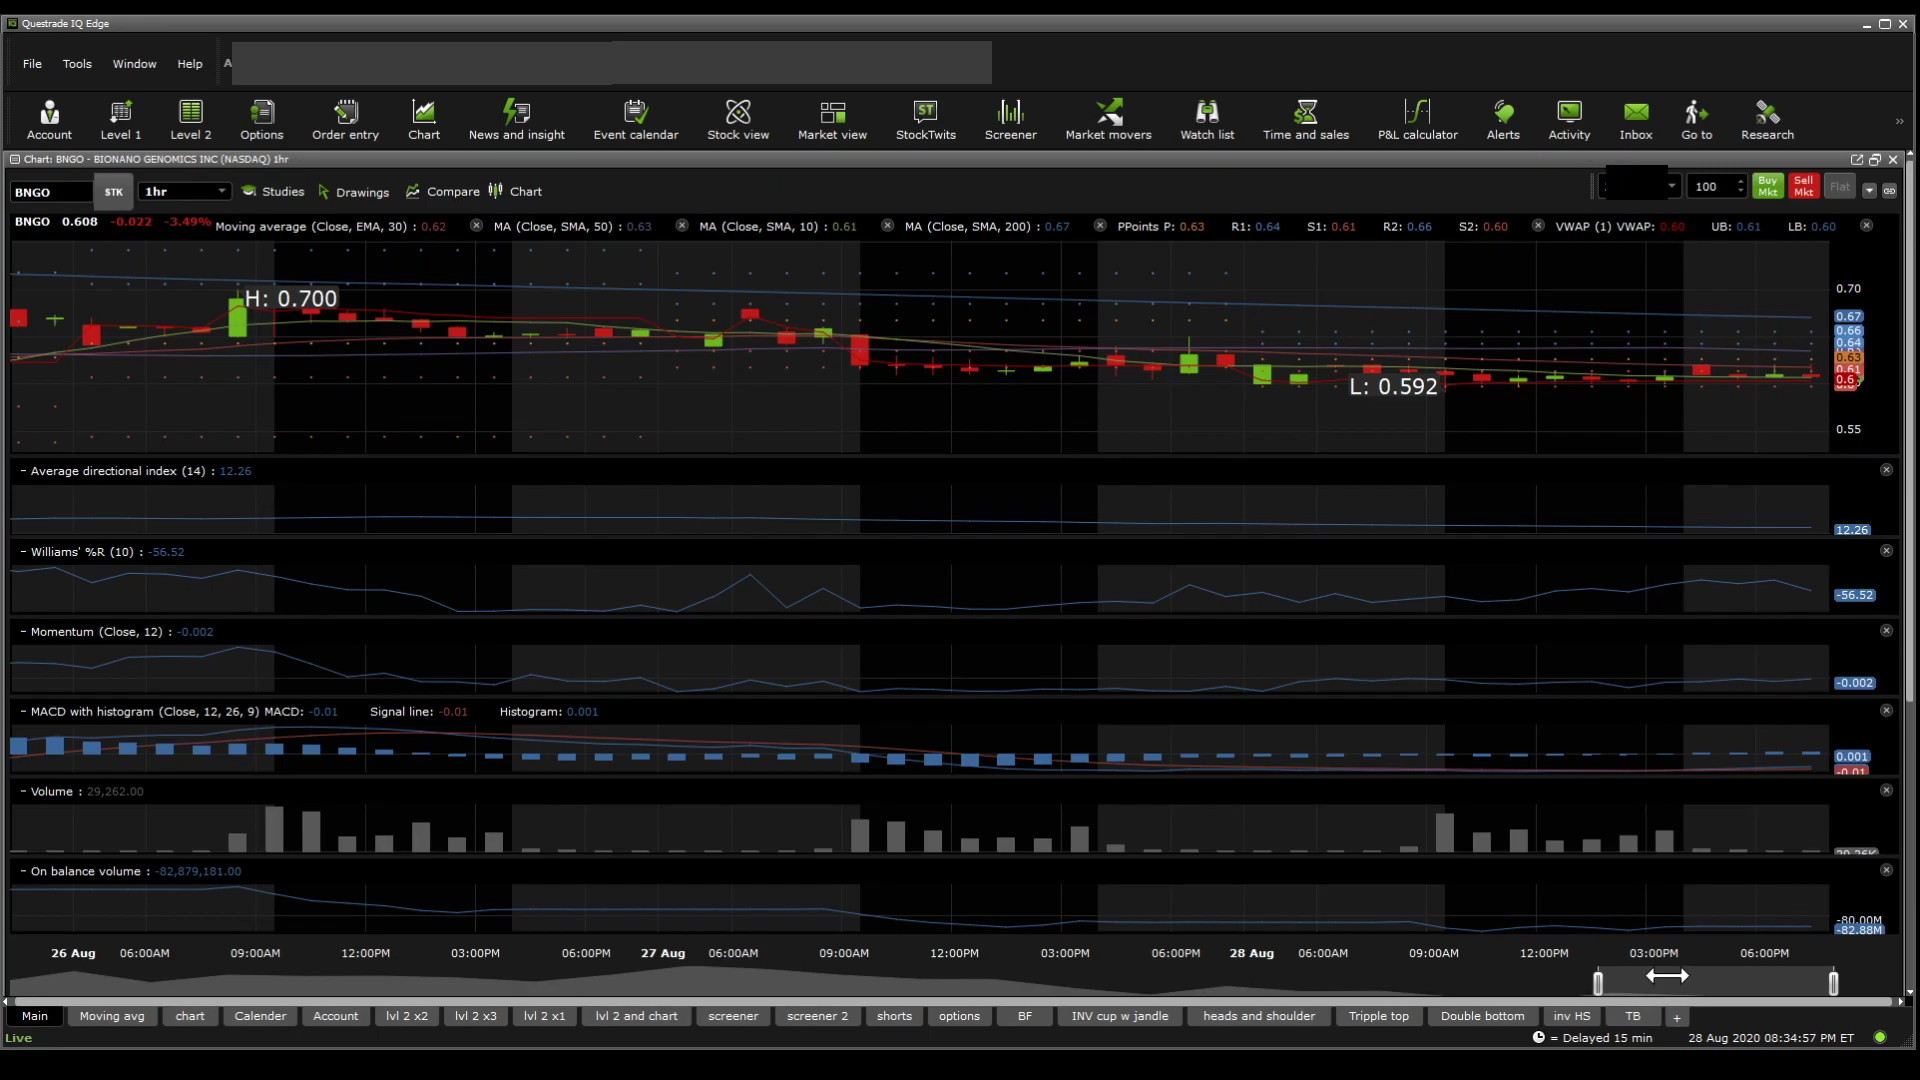 Questrade IQ Edge
File Tools Window Help A
Account Level 1 Level 2 Options Order entry Chart News and insight Event calendar Stock view Market view StockTwits Screener Market movers Watch list Time and sales P&L calculator Alerts Activity Inbox Go to Research
Chart: BNGO - BIONANO GENOMICS INC (NASDAQ) 1hr
BNGO STK 1hr Studies Drawings Compare Chart 100 Buy Mkt Sell Mkt Flat
BNGO 0.608 -0.022 -3.49% Moving average (Close, EMA, 30) : 0.62 MA (Close, SMA, 50) : 0.63 MA (Close, SMA, 10) : 0.61 MA (Close, SMA, 200) : 0.67 PPoints P: 0.63 R1: 0.64 S1: 0.61 R2: 0.66 S2: 0.60 VWAP (1) VWAP: 0.60 UB: 0.61 LB: 0.60
H: 0.700
L: 0.592
0.70
0.67
0.66
0.64
0.63
0.61
0.6
0.55
- Average directional index (14) : 12.26
12.26
- Williams' %R (10) : -56.52
-56.52
- Momentum (Close, 12) : -0.002
-0.002
- MACD with histogram (Close, 12, 26, 9) MACD: -0.01 Signal line: -0.01 Histogram: 0.001
0.001
-0.01
- Volume : 29,262.00
29.26K
- On balance volume : -82,879,181.00
-80.00M
-82.88M
26 Aug 06:00AM 09:00AM 12:00PM 03:00PM 06:00PM 27 Aug 06:00AM 09:00AM 12:00PM 03:00PM 06:00PM 28 Aug 06:00AM 09:00AM 12:00PM 03:00PM 06:00PM
Main Moving avg chart Calender Account lvl 2 x2 lvl 2 x3 lvl 2 x1 lvl 2 and chart screener screener 2 shorts options BF INV cup w jandle heads and shoulder Tripple top Double bottom inv HS TB +
Live = Delayed 15 min 28 Aug 2020 08:34:57 PM ET